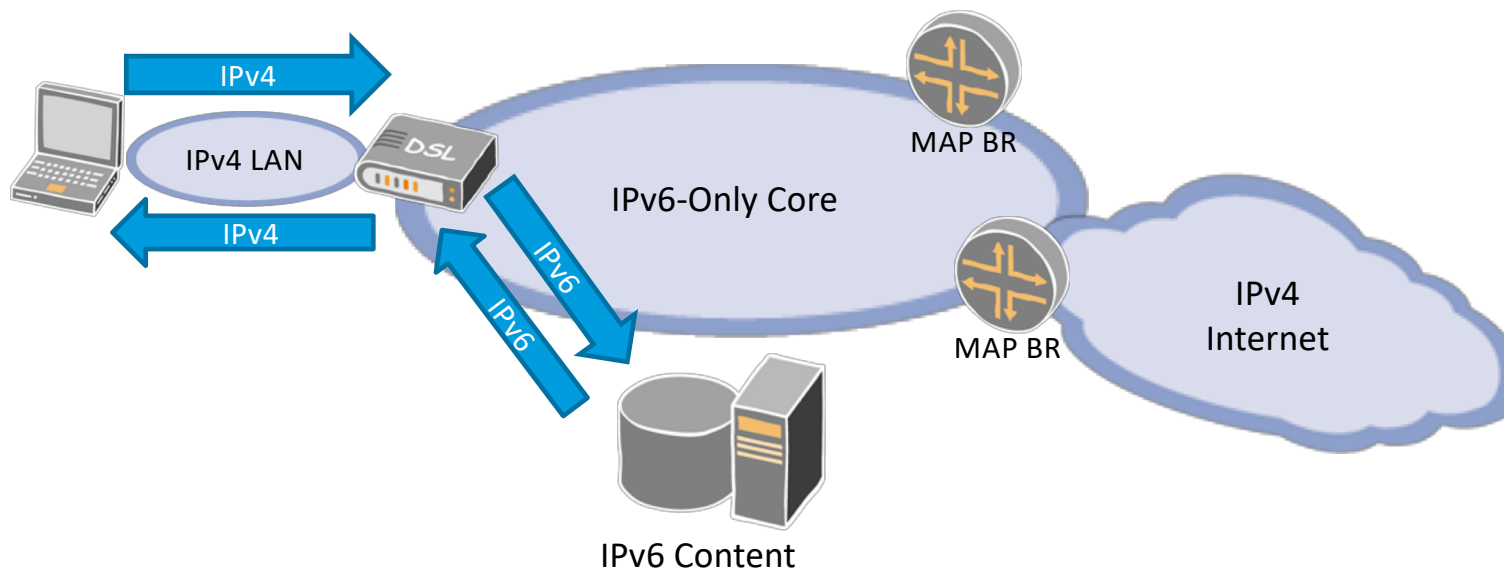 IPv4
IPv4 LAN
IPv4
DSL
IPv6-Only Core
MAP BR
MAP BR
IPv4
Internet
IPv6
IPv6
IPv6 Content